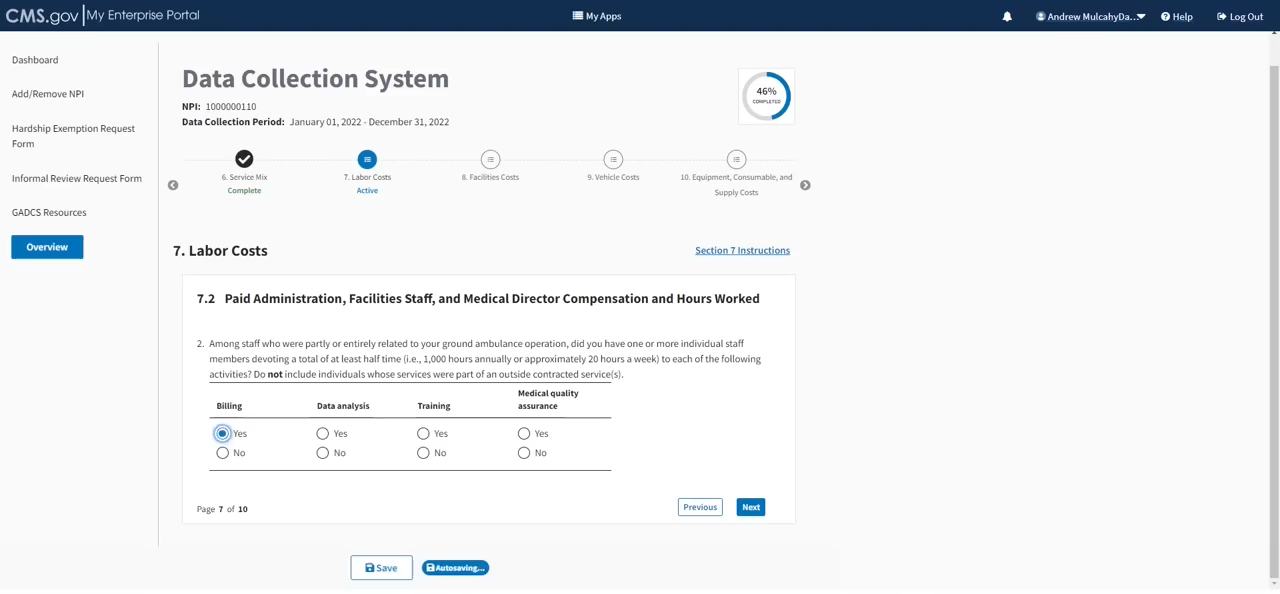 CMS.gov My Enterprise Portal
My Apps
Andrew MulcahyDa...
Help
Log Out
Dashboard
Add/Remove NPI
Hardship Exemption Request
Form
Informal Review Request Form
GADCS Resources
Overview
Data Collection System
NPI: 1000000110
Data Collection Period: January 01, 2022 - December 31, 2022
46%
COMPLETED
6. Service Mix
Complete
7. Labor Costs
Active
8. Facilities Costs
9. Vehicle Costs
10. Equipment, Consumable, and
Supply Costs
7. Labor Costs
Section 7 Instructions
7.2 Paid Administration, Facilities Staff, and Medical Director Compensation and Hours Worked
2. Among staff who were partly or entirely related to your ground ambulance operation, did you have one or more individual staff
members devoting a total of at least half time (i.e., 1,000 hours annually or approximately 20 hours a week) to each of the following
activities? Do not include individuals whose services were part of an outside contracted service(s).
Billing Data analysis Training Medical quality
assurance
Yes Yes Yes Yes
No No No No
Page 7 of 10
Previous
Next
Save
Autosaving...